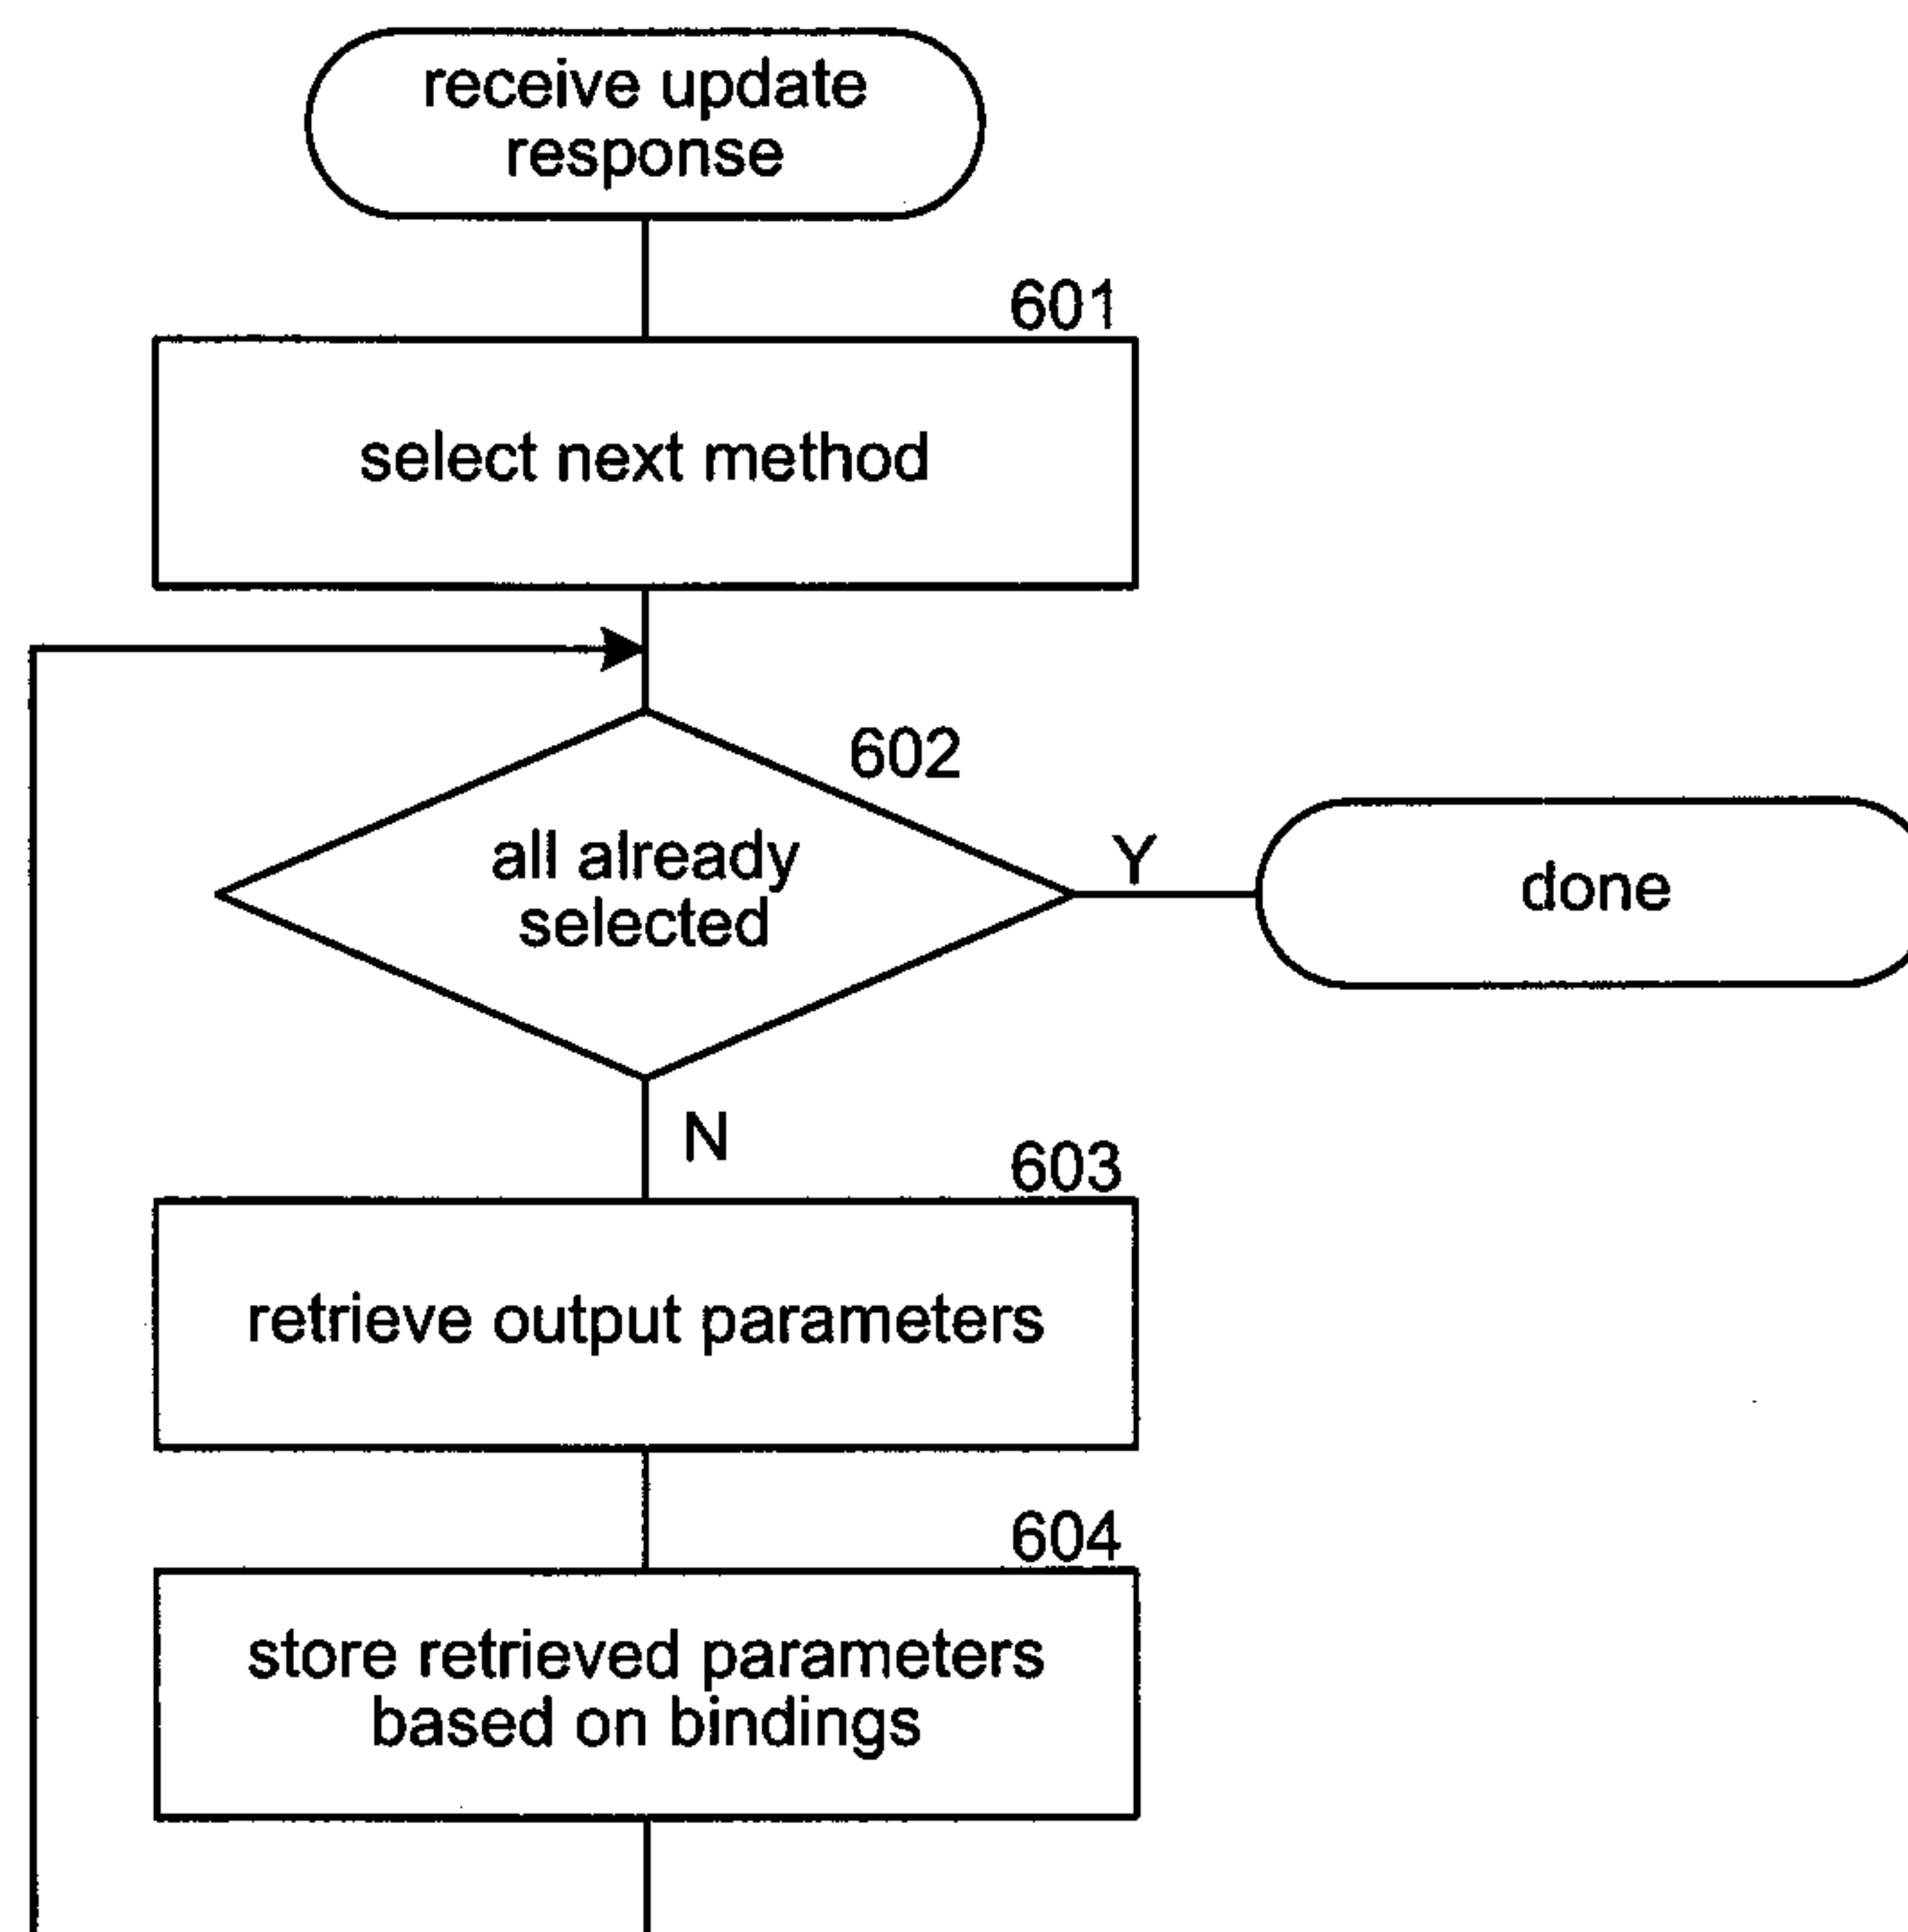 receive update
response
601
select next method
602
all already
selected
Y
done
N
603
retrieve output parameters
604
store retrieved parameters
based on bindings